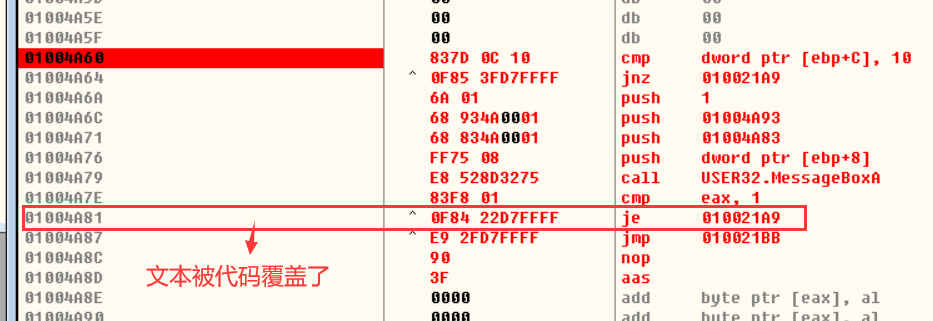 01004A5D 00 db 00
01004A5E 00 db 00
01004A5F 00 db 00
01004A60 837D 0C 10 cmp dword ptr [ebp+C], 10
01004A64 ^ 0F85 3FD7FFFF jnz 010021A9
01004A6A 6A 01 push 1
01004A6C 68 934A0001 push 01004A93
01004A71 68 834A0001 push 01004A83
01004A76 FF75 08 push dword ptr [ebp+8]
01004A79 E8 528D3275 call USER32.MessageBoxA
01004A7E 83F8 01 cmp eax, 1
01004A81 ^ 0F84 22D7FFFF je 010021A9
01004A87 ^ E9 2FD7FFFF jmp 010021BB
01004A8C 90 nop
01004A8D 3F aas
01004A8E 0000 add byte ptr [eax], al
01004A90 0000 add byte ptr [eax], al
文本被代码覆盖了